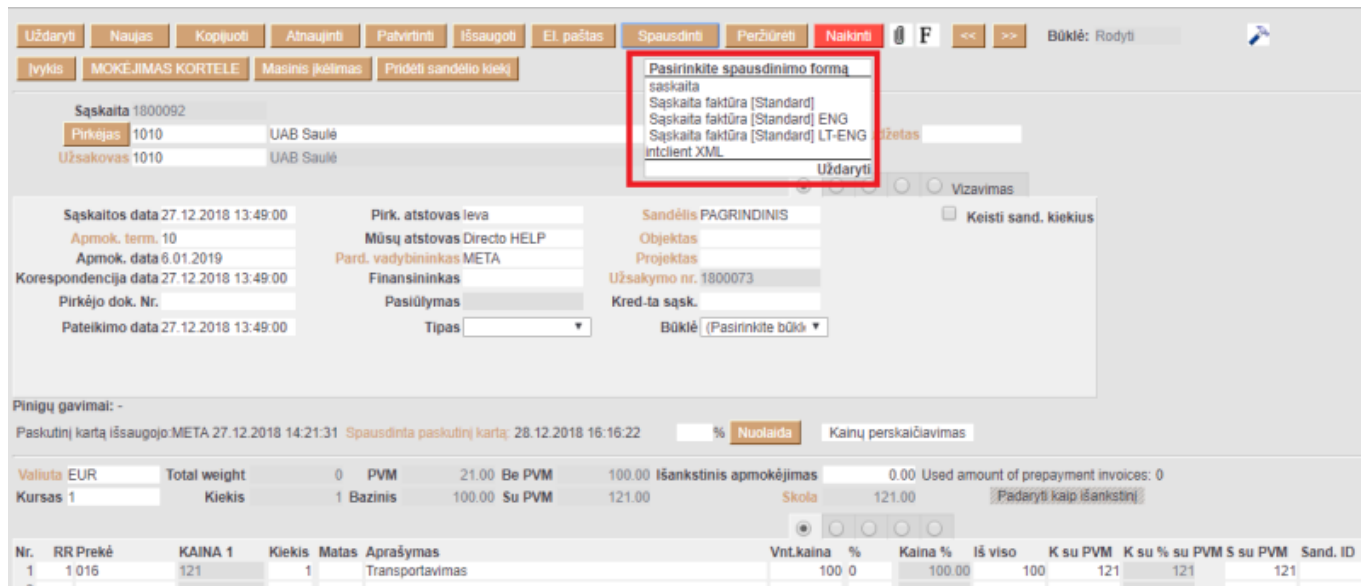 Uždaryti Naujas Kopijuoti Atnaujinti Patvirtinti Išsaugoti El. paštas Spausdinti Peržiūrėti Naikinti F << >> Būklė: Rodyti
Įvykis MOKĖJIMAS KORTELE Masinis įkėlimas Pridėti sandėlio kiekį
Pasirinkite spausdinimo formą
saskaita
Sąskaita faktūra [Standard]
Sąskaita faktūra [Standard] ENG
Sąskaita faktūra [Standard] LT-ENG
intclient XML
Uždaryti
Sąskaita 1800092
Pirkėjas 1010 UAB Saulė džetas
Užsakovas 1010 UAB Saulė
Vizavimas
Sąskaitos data 27.12.2018 13:49:00 Pirk. atstovas Ieva Sandėlis PAGRINDINIS Keisti sand. kiekius
Apmok. term. 10 Mūsų atstovas Directo HELP Objektas
Apmok. data 6.01.2019 Pard. vadybininkas META Projektas
Korespondencija data 27.12.2018 13:49:00 Finansininkas Užsakymo nr. 1800073
Pirkėjo dok. Nr. Pasiūlymas Kred-ta sąsk.
Pateikimo data 27.12.2018 13:49:00 Tipas Būklė (Pasirinkite būkl
Pinigų gavimai: -
Paskutinį kartą išsaugojo:META 27.12.2018 14:21:31 Spausdinta paskutinį kartą: 28.12.2018 16:16:22 % Nuolaida Kainų perskaičiavimas
Valiuta EUR Total weight 0 PVM 21.00 Be PVM 100.00 Išankstinis apmokėjimas 0.00 Used amount of prepayment invoices: 0
Kursas 1 Kiekis 1 Bazinis 100.00 Su PVM 121.00 Skola 121.00 Padaryti kaip išankstinį
Nr. RR Prekė KAINA 1 Kiekis Matas Aprašymas Vnt.kaina % Kaina % Iš viso K su PVM K su % su PVM S su PVM Sand. ID
1 1 016 121 1 Transportavimas 100 0 100.00 100 121 121 121